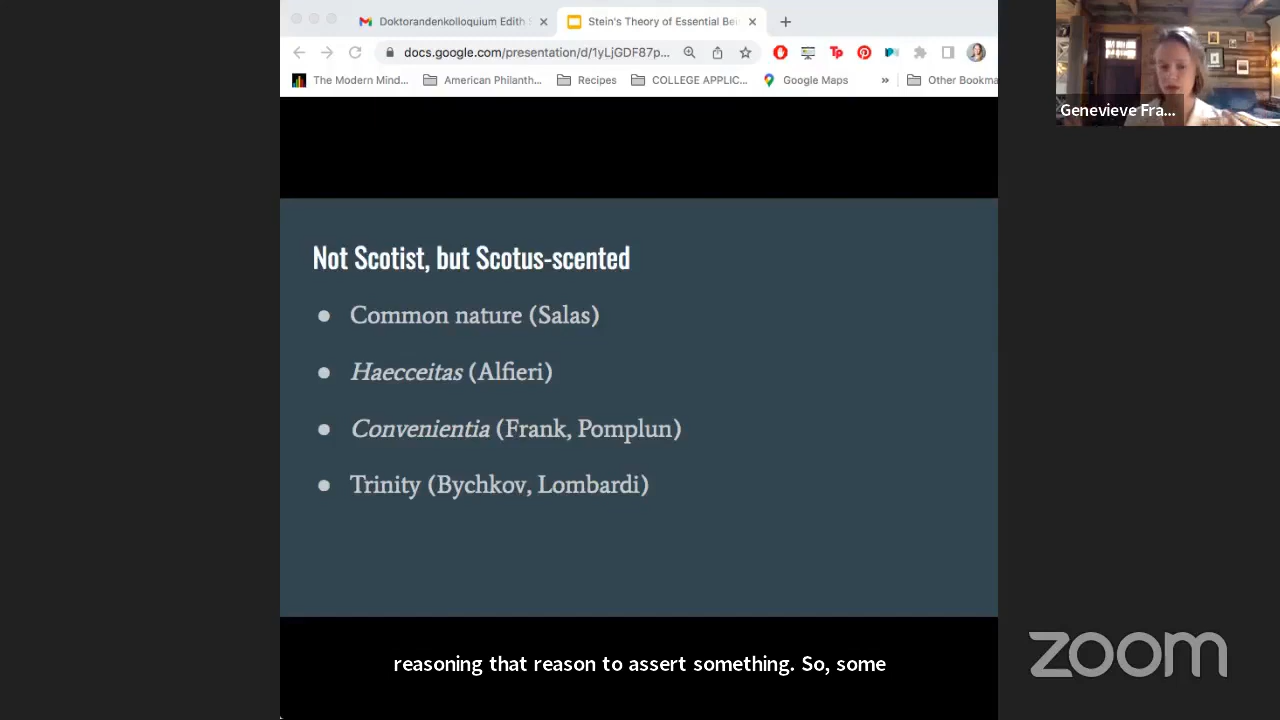 Doktorandenkolloquium Edith
Stein's Theory of Essential Bei
docs.google.com/presentation/d/1yLjGDF87p...
The Modern Mind...
American Philanth...
Recipes
COLLEGE APPLIC...
Google Maps
»
Other Bookma
Genevieve Fra...
Not Scotist, but Scotus-scented
● Common nature (Salas)
● Haecceitas (Alfieri)
● Convenientia (Frank, Pomplun)
● Trinity (Bychkov, Lombardi)
reasoning that reason to assert something. So, some
zoom